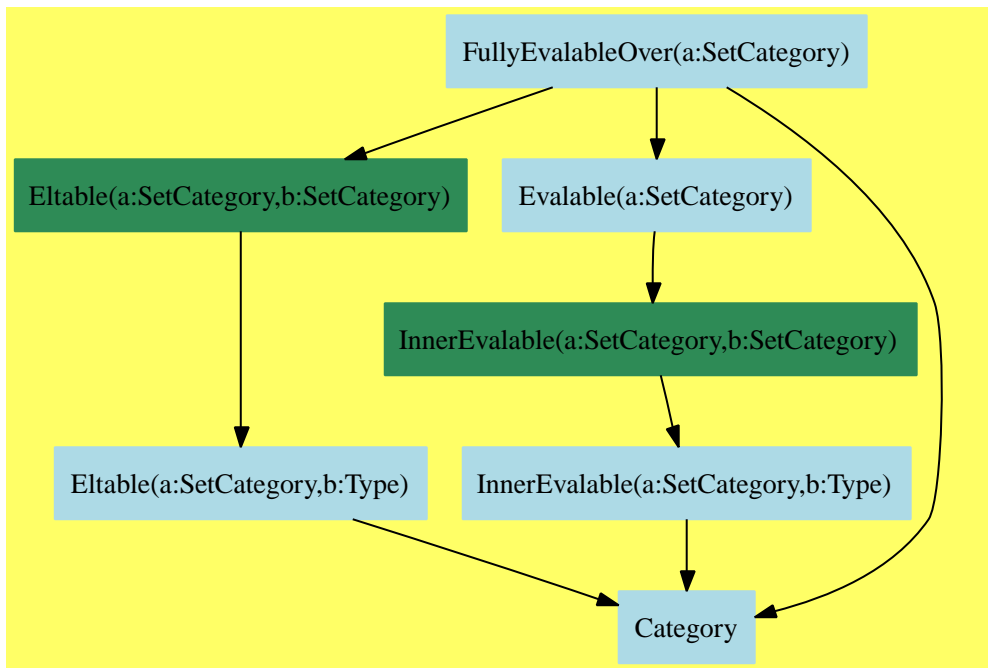 FullyEvalableOver(a:SetCategory)
Eltable(a:SetCategory,b:SetCategory)
Evalable(a:SetCategory)
InnerEvalable(a:SetCategory,b:SetCategory)
Eltable(a:SetCategory,b:Type)
InnerEvalable(a:SetCategory,b:Type)
Category